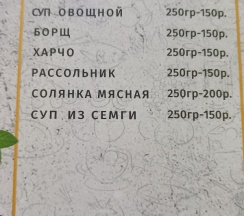 СУП ОВОЩНОЙ 250гр-150р.
БОРЩ 250гр-150р.
ХАРЧО 250гр-150р.
РАССОЛЬНИК 250гр-150р.
СОЛЯНКА МЯСНАЯ 250гр-200р.
СУП ИЗ СЕМГИ 250гр-150р.